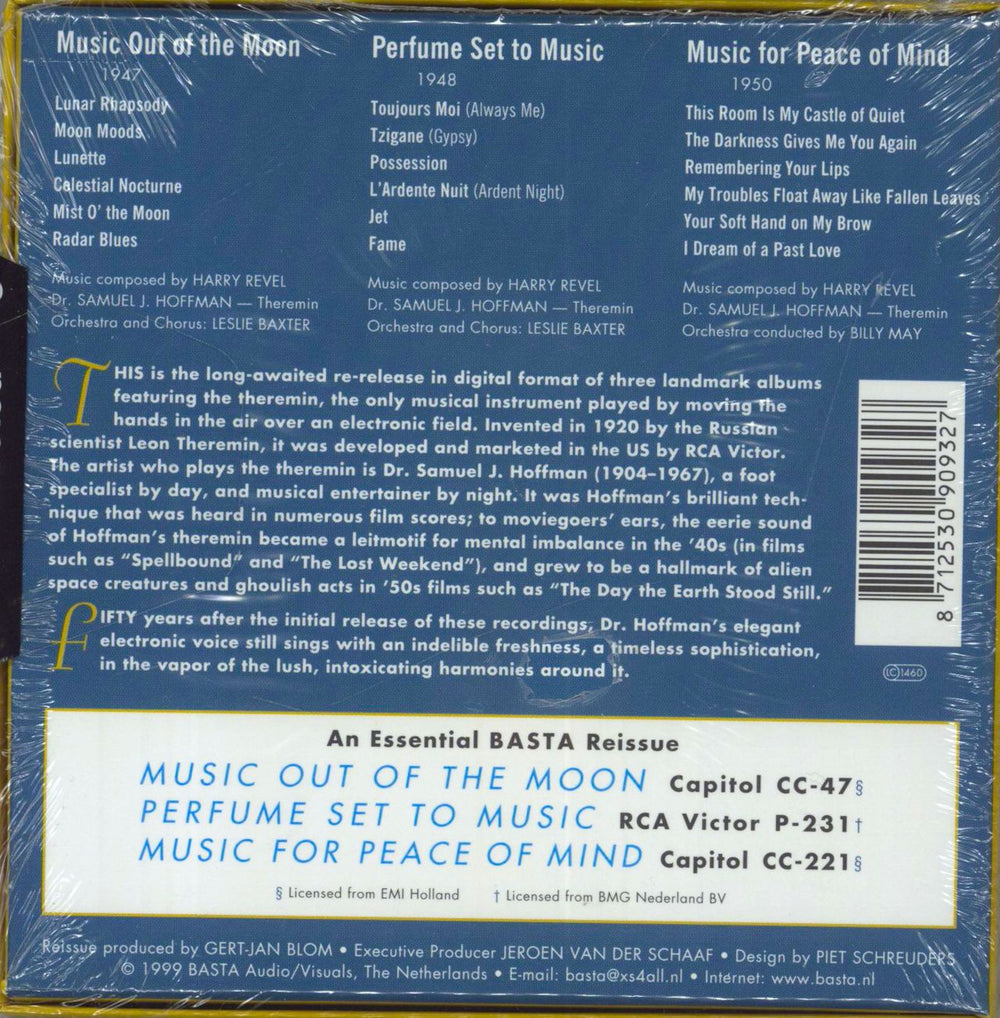 Music Out of the Moon
1947
Lunar Rhapsody
Moon Moods
Lunette
Celestial Nocturne
Mist O' the Moon
Radar Blues
Music composed by HARRY REVEL
Dr. SAMUEL J. HOFFMAN — Theremin
Orchestra and Chorus: LESLIE BAXTER
Perfume Set to Music
1948
Toujours Moi (Always Me)
Tzigane (Gypsy)
Possession
L'Ardente Nuit (Ardent Night)
Jet
Fame
Music composed by HARRY REVEL
Dr. SAMUEL J. HOFFMAN — Theremin
Orchestra and Chorus: LESLIE BAXTER
Music for Peace of Mind
1950
This Room Is My Castle of Quiet
The Darkness Gives Me You Again
Remembering Your Lips
My Troubles Float Away Like Fallen Leaves
Your Soft Hand on My Brow
I Dream of a Past Love
Music composed by HARRY REVEL
Dr. SAMUEL J. HOFFMAN — Theremin
Orchestra conducted by BILLY MAY
THIS is the long-awaited re-release in digital format of three landmark albums
featuring the theremin, the only musical instrument played by moving the
hands in the air over an electronic field. Invented in 1920 by the Russian
scientist Leon Theremin, it was developed and marketed in the US by RCA Victor.
The artist who plays the theremin is Dr. Samuel J. Hoffman (1904–1967), a foot
specialist by day, and musical entertainer by night. It was Hoffman's brilliant tech-
nique that was heard in numerous film scores; to moviegoers' ears, the eerie sound
of Hoffman's theremin became a leitmotif for mental imbalance in the '40s (in films
such as "Spellbound" and "The Lost Weekend"), and grew to be a hallmark of alien
space creatures and ghoulish acts in '50s films such as "The Day the Earth Stood Still."
FIFTY years after the initial release of these recordings, Dr. Hoffman's elegant
electronic voice still sings with an indelible freshness, a timeless sophistication,
in the vapor of the lush, intoxicating harmonies around it.
8 712530 909327
LC 1460
An Essential BASTA Reissue
MUSIC OUT OF THE MOON Capitol CC-47§
PERFUME SET TO MUSIC RCA Victor P-231†
MUSIC FOR PEACE OF MIND Capitol CC-221§
§ Licensed from EMI Holland † Licensed from BMG Nederland BV
Reissue produced by GERT-JAN BLOM • Executive Producer JEROEN VAN DER SCHAAF • Design by PIET SCHREUDERS
© 1999 BASTA Audio/Visuals, The Netherlands • E-mail: basta@xs4all.nl • Internet: www.basta.nl